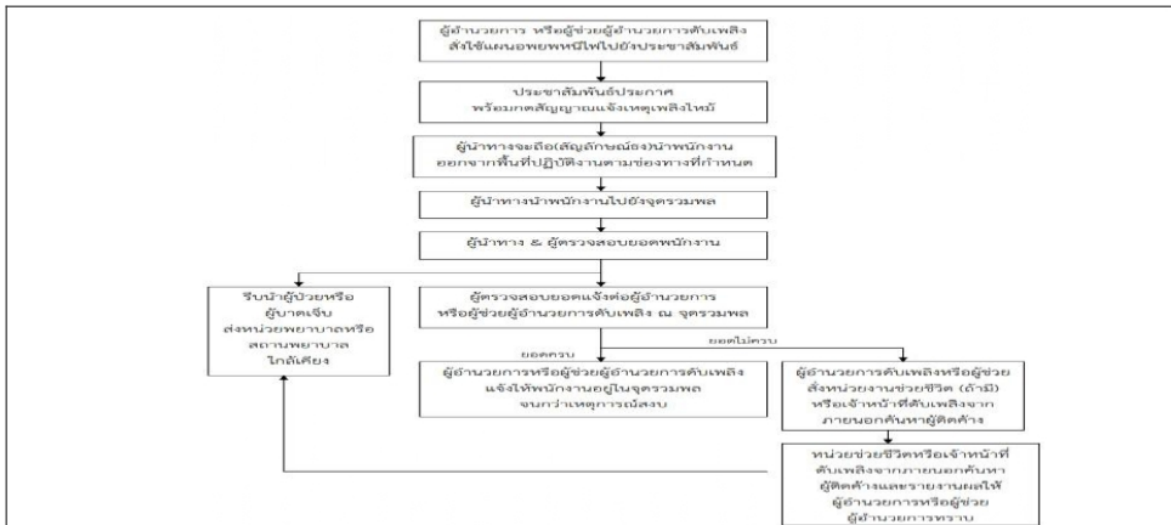 ผู้อำนวยการ หรือผู้ช่วยผู้อำนวยการดับเพลิง
สั่งใช้แผนอพยพหนีไฟไปยังประชาสัมพันธ์
ประชาสัมพันธ์ประกาศ
พร้อมกดสัญญาณแจ้งเหตุเพลิงไหม้
ผู้นำทางจะถือ(สัญลักษณ์ธง)นำพนักงาน
ออกจากพื้นที่ปฏิบัติงานตามช่องทางที่กำหนด
ผู้นำทางนำพนักงานไปยังจุดรวมพล
ผู้นำทาง & ผู้ตรวจสอบยอดพนักงาน
รีบนำผู้ป่วยหรือ
ผู้บาดเจ็บ
ส่งหน่วยพยาบาลหรือ
สถานพยาบาล
ใกล้เคียง
ผู้ตรวจสอบยอดแจ้งต่อผู้อำนวยการ
หรือผู้ช่วยผู้อำนวยการดับเพลิง ณ จุดรวมพล
ยอดครบ
ยอดไม่ครบ
ผู้อำนวยการหรือผู้ช่วยผู้อำนวยการดับเพลิง
แจ้งให้พนักงานอยู่ในจุดรวมพล
จนกว่าเหตุการณ์สงบ
ผู้อำนวยการดับเพลิงหรือผู้ช่วย
สั่งหน่วยงานช่วยชีวิต (ถ้ามี)
หรือเจ้าหน้าที่ดับเพลิงจาก
ภายนอกค้นหาผู้ติดค้าง
หน่วยช่วยชีวิตหรือเจ้าหน้าที่
ดับเพลิงจากภายนอกค้นหา
ผู้ติดค้างและรายงานผลให้
ผู้อำนวยการหรือผู้ช่วย
ผู้อำนวยการทราบ